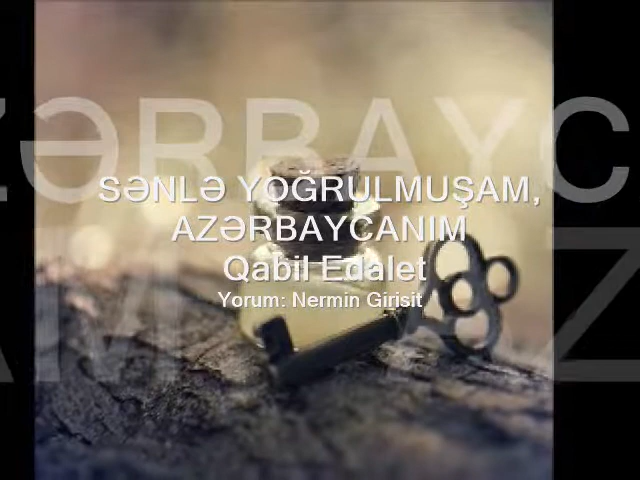 SƏNLƏ YOĞRULMUŞAM,
AZƏRBAYCANIM
Qabil Edalet
Yorum: Nermin Girisit